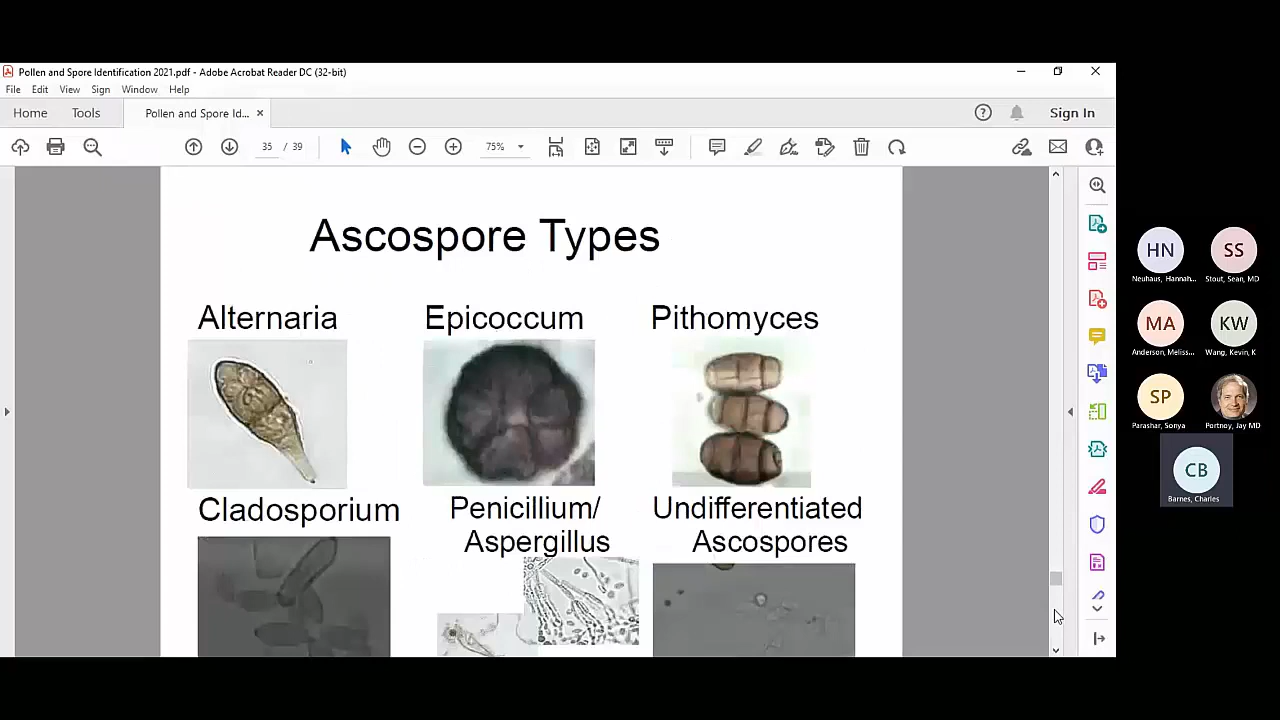 Pollen and Spore Identification 2021.pdf - Adobe Acrobat Reader DC (32-bit)
File Edit View Sign Window Help
Home Tools Pollen and Spore Id... × Sign In
35 / 39 75%
Ascospore Types
Alternaria Epicoccum Pithomyces
Cladosporium Penicillium/ Undifferentiated
Aspergillus Ascospores
HN SS
Neuhaus, Hannah... Stout, Sean, MD
MA KW
Anderson, Meliss... Wang, Kevin, K
SP
Parashar, Sonya Portnoy, Jay MD
CB
Barnes, Charles